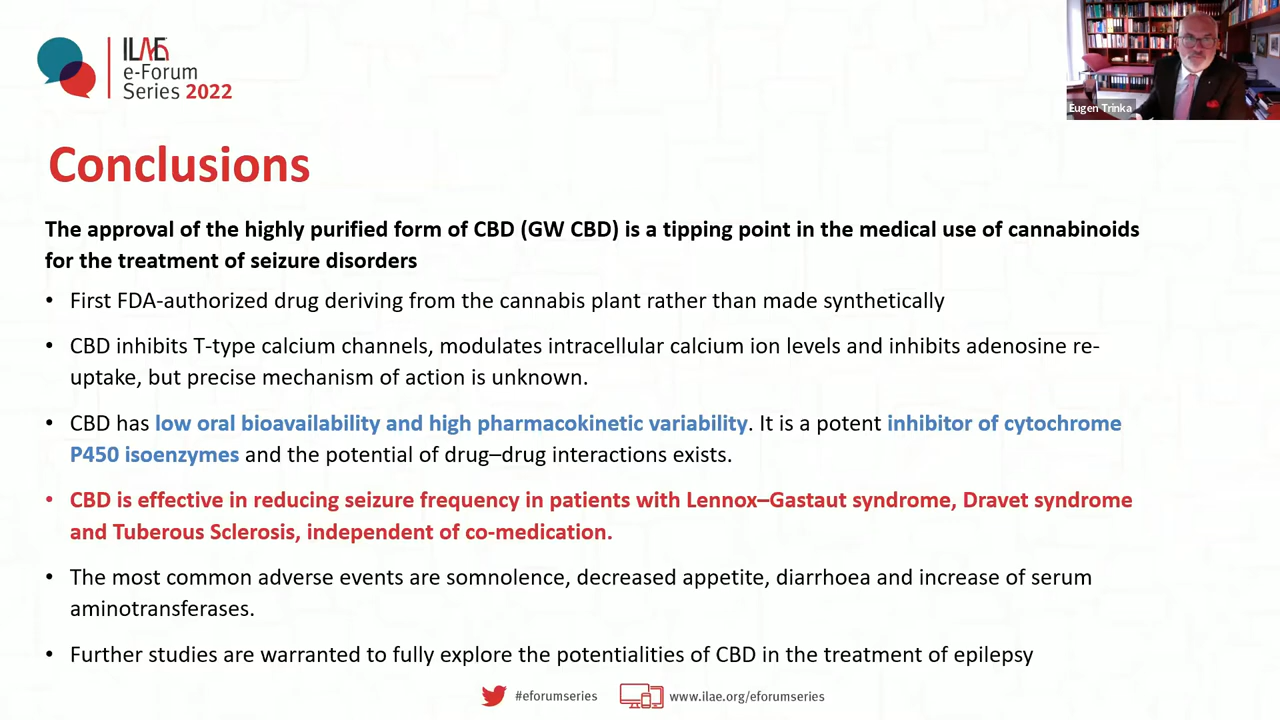 ILAE
e-Forum
Series 2022
Eugen Trinka
Conclusions
The approval of the highly purified form of CBD (GW CBD) is a tipping point in the medical use of cannabinoids
for the treatment of seizure disorders
• First FDA-authorized drug deriving from the cannabis plant rather than made synthetically
• CBD inhibits T-type calcium channels, modulates intracellular calcium ion levels and inhibits adenosine re-
uptake, but precise mechanism of action is unknown.
• CBD has low oral bioavailability and high pharmacokinetic variability. It is a potent inhibitor of cytochrome
P450 isoenzymes and the potential of drug–drug interactions exists.
• CBD is effective in reducing seizure frequency in patients with Lennox–Gastaut syndrome, Dravet syndrome
and Tuberous Sclerosis, independent of co-medication.
• The most common adverse events are somnolence, decreased appetite, diarrhoea and increase of serum
aminotransferases.
• Further studies are warranted to fully explore the potentialities of CBD in the treatment of epilepsy
#eforumseries
www.ilae.org/eforumseries